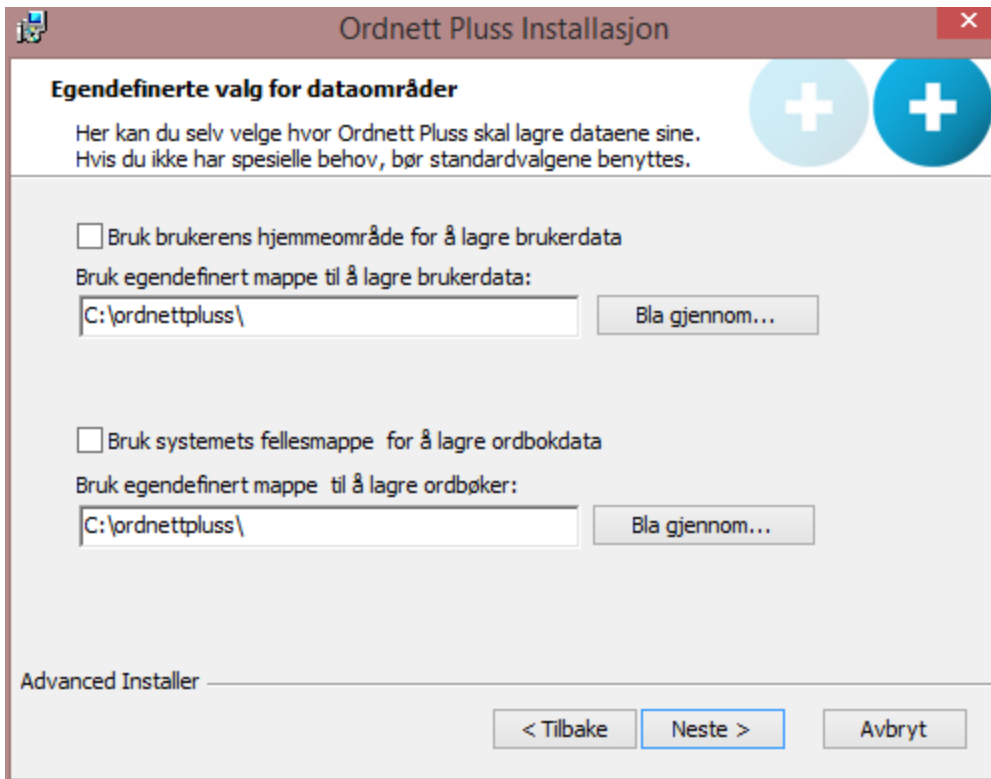 Ordnett Pluss Installasjon
Egendefinerte valg for dataområder
Her kan du selv velge hvor Ordnett Pluss skal lagre dataene sine.
Hvis du ikke har spesielle behov, bør standardvalgene benyttes.
Bruk brukerens hjemmeområde for å lagre brukerdata
Bruk egendefinert mappe til å lagre brukerdata:
C:\ordnettpluss\ Bla gjennom...
Bruk systemets fellesmappe for å lagre ordbokdata
Bruk egendefinert mappe til å lagre ordbøker:
C:\ordnettpluss\ Bla gjennom...
Advanced Installer
< Tilbake Neste > Avbryt